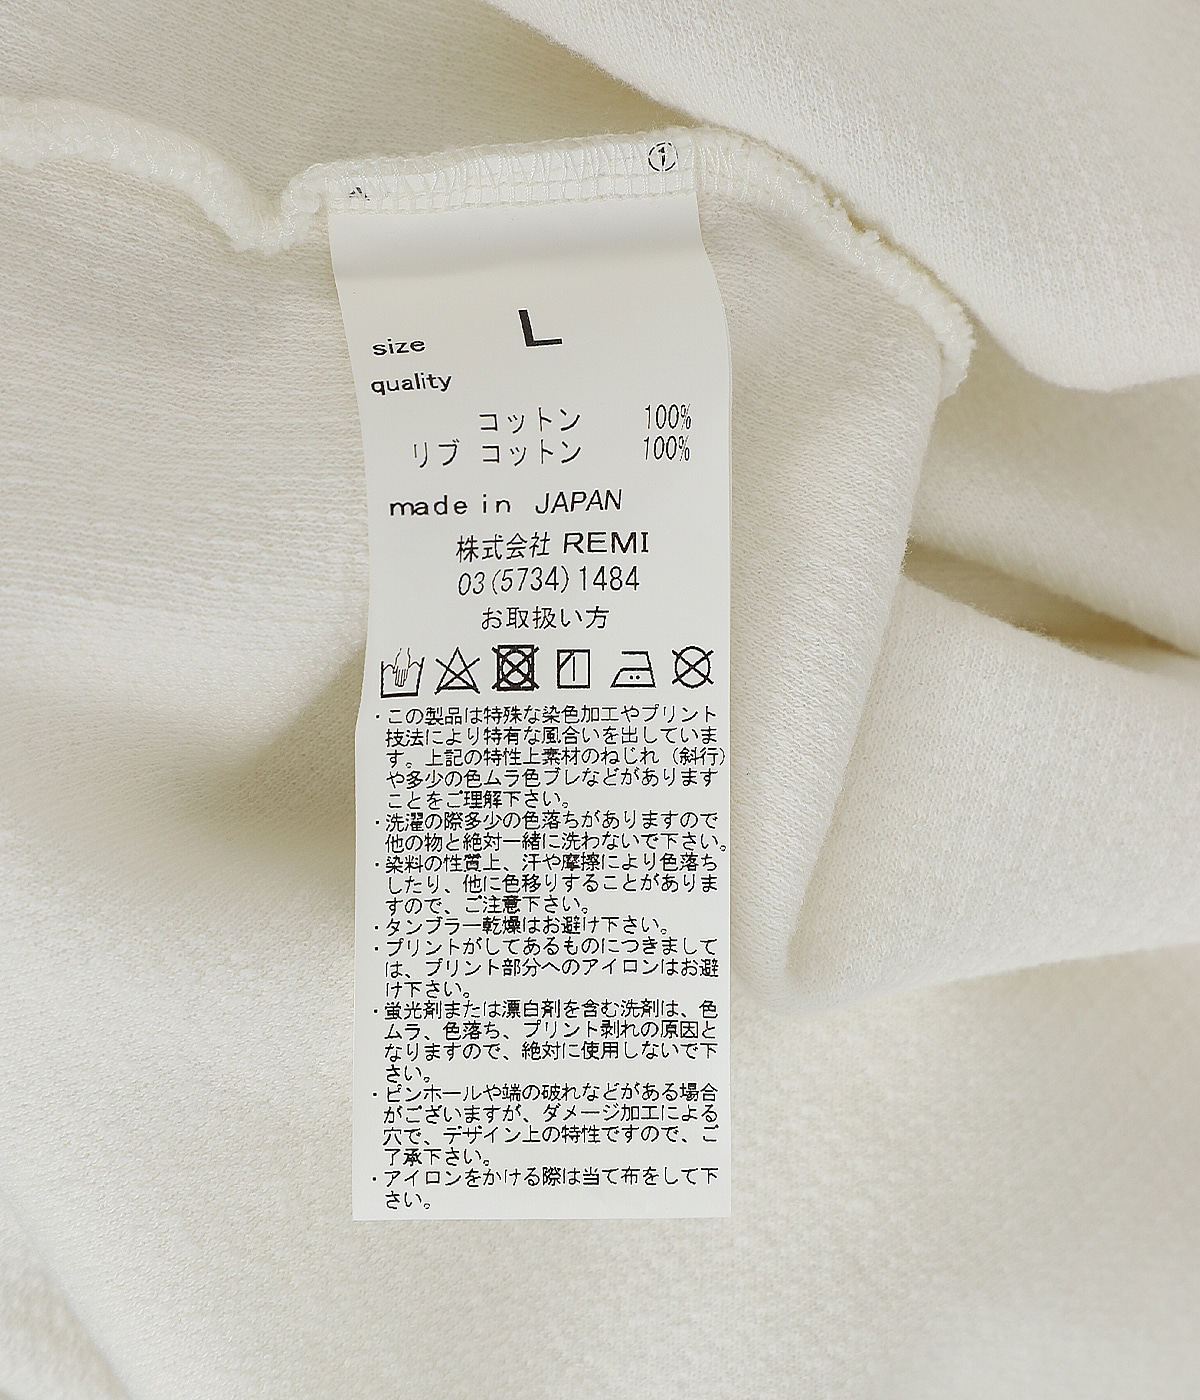 ①
size L
quality
コットン 100%
リブ コットン 100%
made in JAPAN
株式会社 REMI
03(5734)1484
お取扱い方
・この製品は特殊な染色加工やプリント
技法により特有な風合いを出していま
す。上記の特性上素材のねじれ（斜行）
や多少の色ムラ色ブレなどがあります
ことをご理解下さい。
・洗濯の際多少の色落ちがありますので
他の物と絶対一緒に洗わないで下さい。
・染料の性質上、汗や摩擦により色落ち
したり、他に色移りすることがありま
すので、ご注意下さい。
・タンブラー乾燥はお避け下さい。
・プリントがしてあるものにつきまして
は、プリント部分へのアイロンはお避
け下さい。
・蛍光剤または漂白剤を含む洗剤は、色
ムラ、色落ち、プリント剥れの原因と
なりますので、絶対に使用しないで下
さい。
・ピンホールや端の破れなどがある場合
がございますが、ダメージ加工による
穴で、デザイン上の特性ですので、ご
了承下さい。
・アイロンをかける際は当て布をして下
さい。